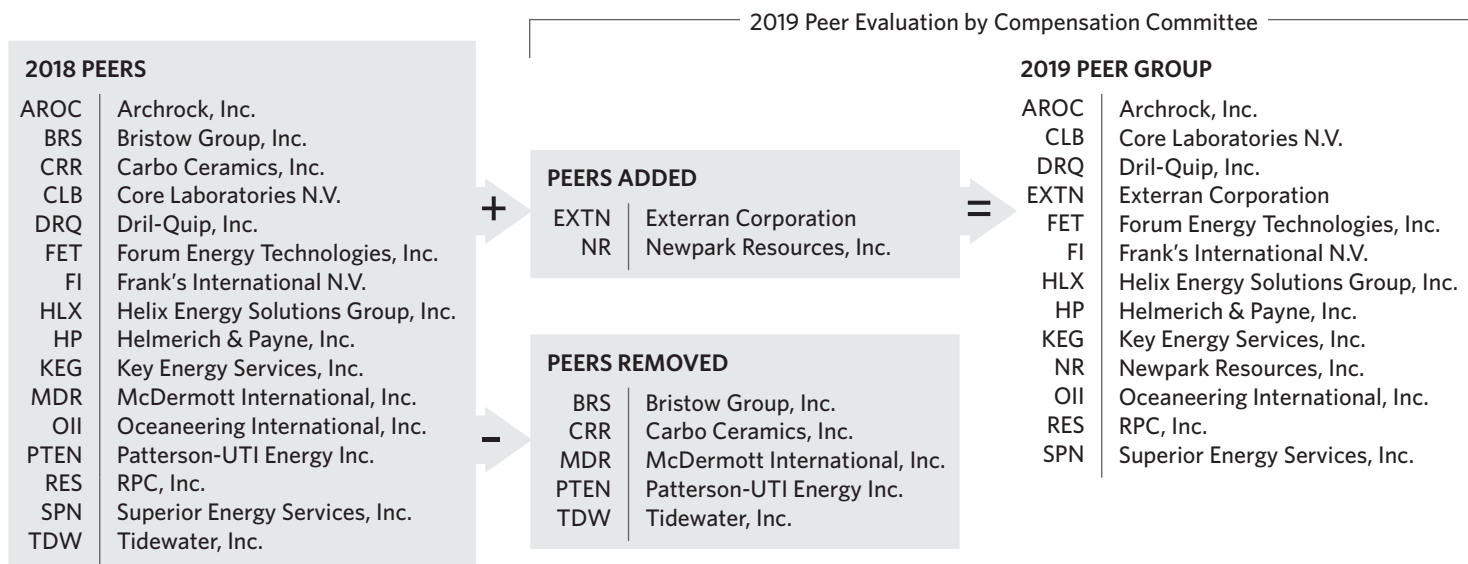 2019 Peer Evaluation by Compensation Committee
2018 PEERS
AROC Archrock, Inc.
BRS Bristow Group, Inc.
CRR Carbo Ceramics, Inc.
CLB Core Laboratories N.V.
DRQ Dril-Quip, Inc.
FET Forum Energy Technologies, Inc.
FI Frank's International N.V.
HLX Helix Energy Solutions Group, Inc.
HP Helmerich & Payne, Inc.
KEG Key Energy Services, Inc.
MDR McDermott International, Inc.
OII Oceaneering International, Inc.
PTEN Patterson-UTI Energy Inc.
RES RPC, Inc.
SPN Superior Energy Services, Inc.
TDW Tidewater, Inc.
+
PEERS ADDED
EXTN Exterran Corporation
NR Newpark Resources, Inc.
-
PEERS REMOVED
BRS Bristow Group, Inc.
CRR Carbo Ceramics, Inc.
MDR McDermott International, Inc.
PTEN Patterson-UTI Energy Inc.
TDW Tidewater, Inc.
=
2019 PEER GROUP
AROC Archrock, Inc.
CLB Core Laboratories N.V.
DRQ Dril-Quip, Inc.
EXTN Exterran Corporation
FET Forum Energy Technologies, Inc.
FI Frank's International N.V.
HLX Helix Energy Solutions Group, Inc.
HP Helmerich & Payne, Inc.
KEG Key Energy Services, Inc.
NR Newpark Resources, Inc.
OII Oceaneering International, Inc.
RES RPC, Inc.
SPN Superior Energy Services, Inc.